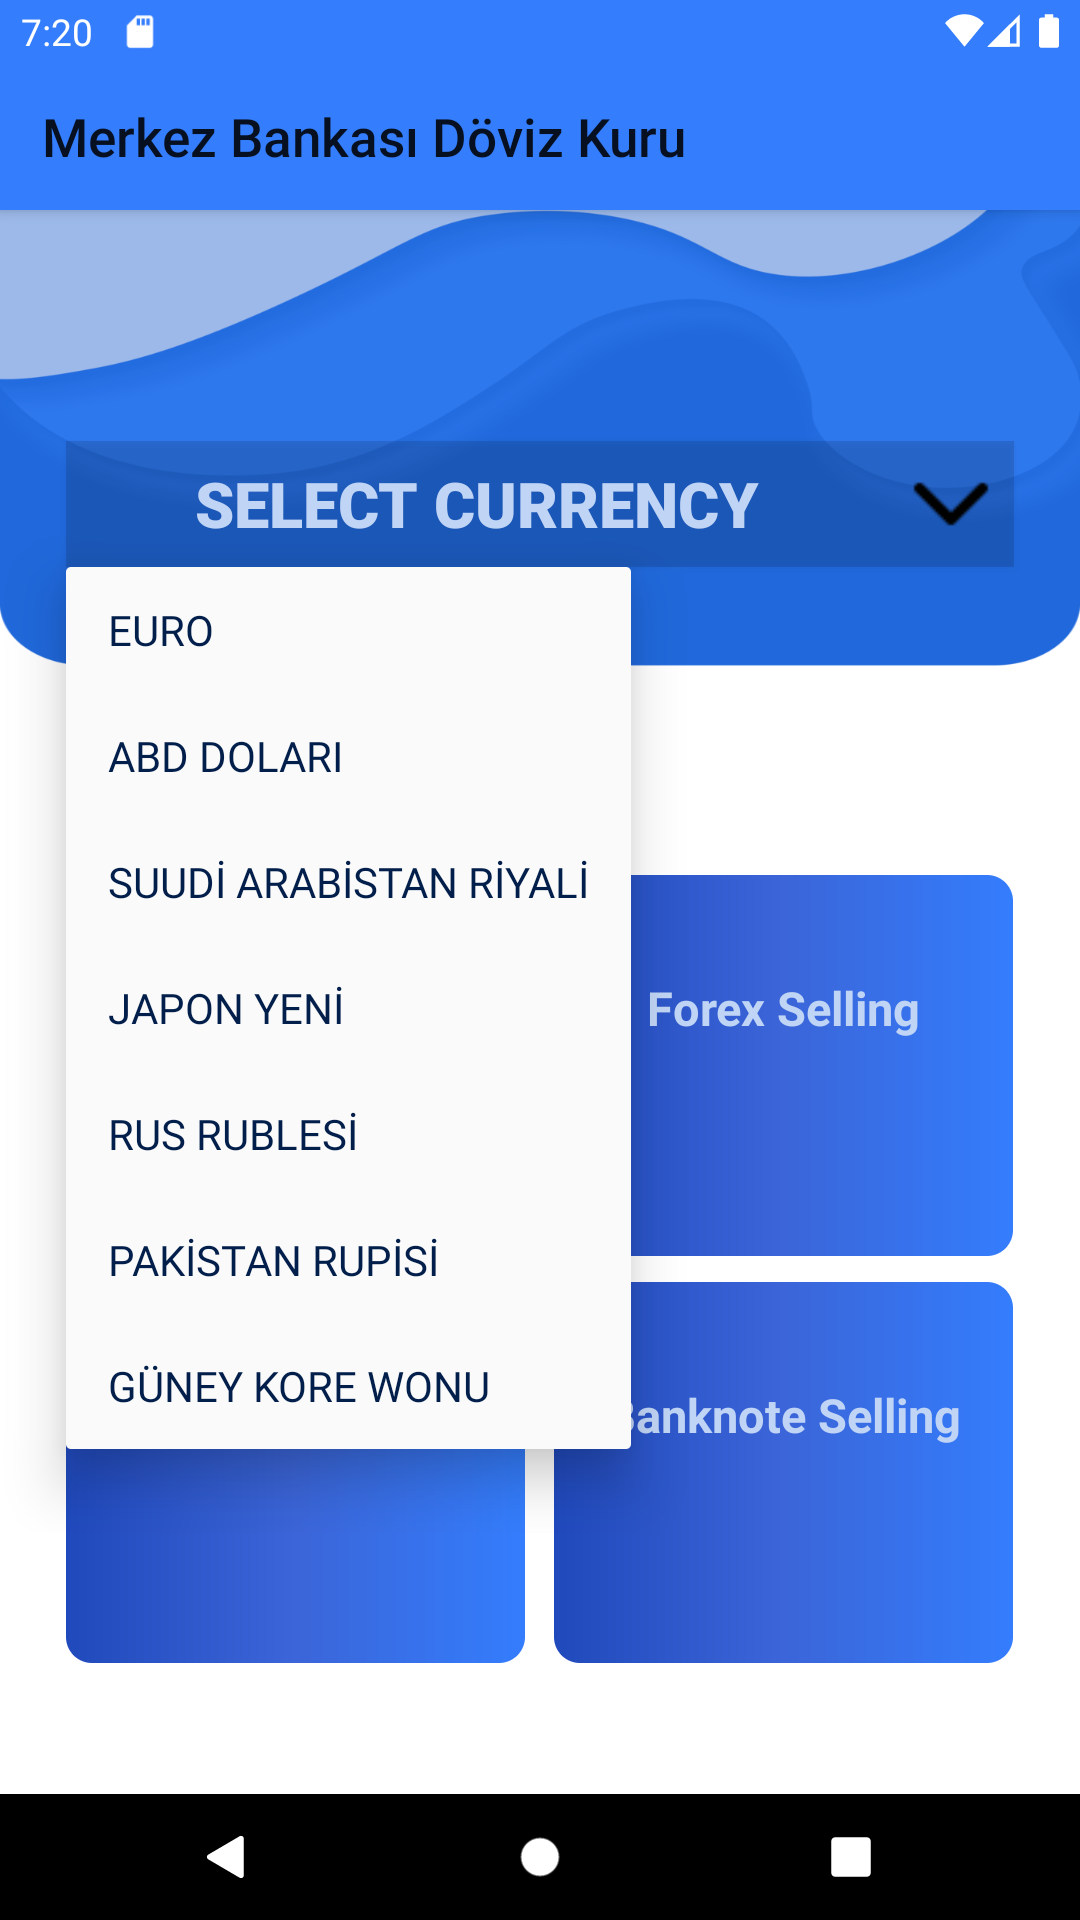 7:20
Merkez Bankası Döviz Kuru
SELECT CURRENCY
EURO
ABD DOLARI
SUUDİ ARABİSTAN RİYALİ
JAPON YENİ
Forex Selling
RUS RUBLESİ
PAKİSTAN RUPİSİ
GÜNEY KORE WONU
Banknote Selling